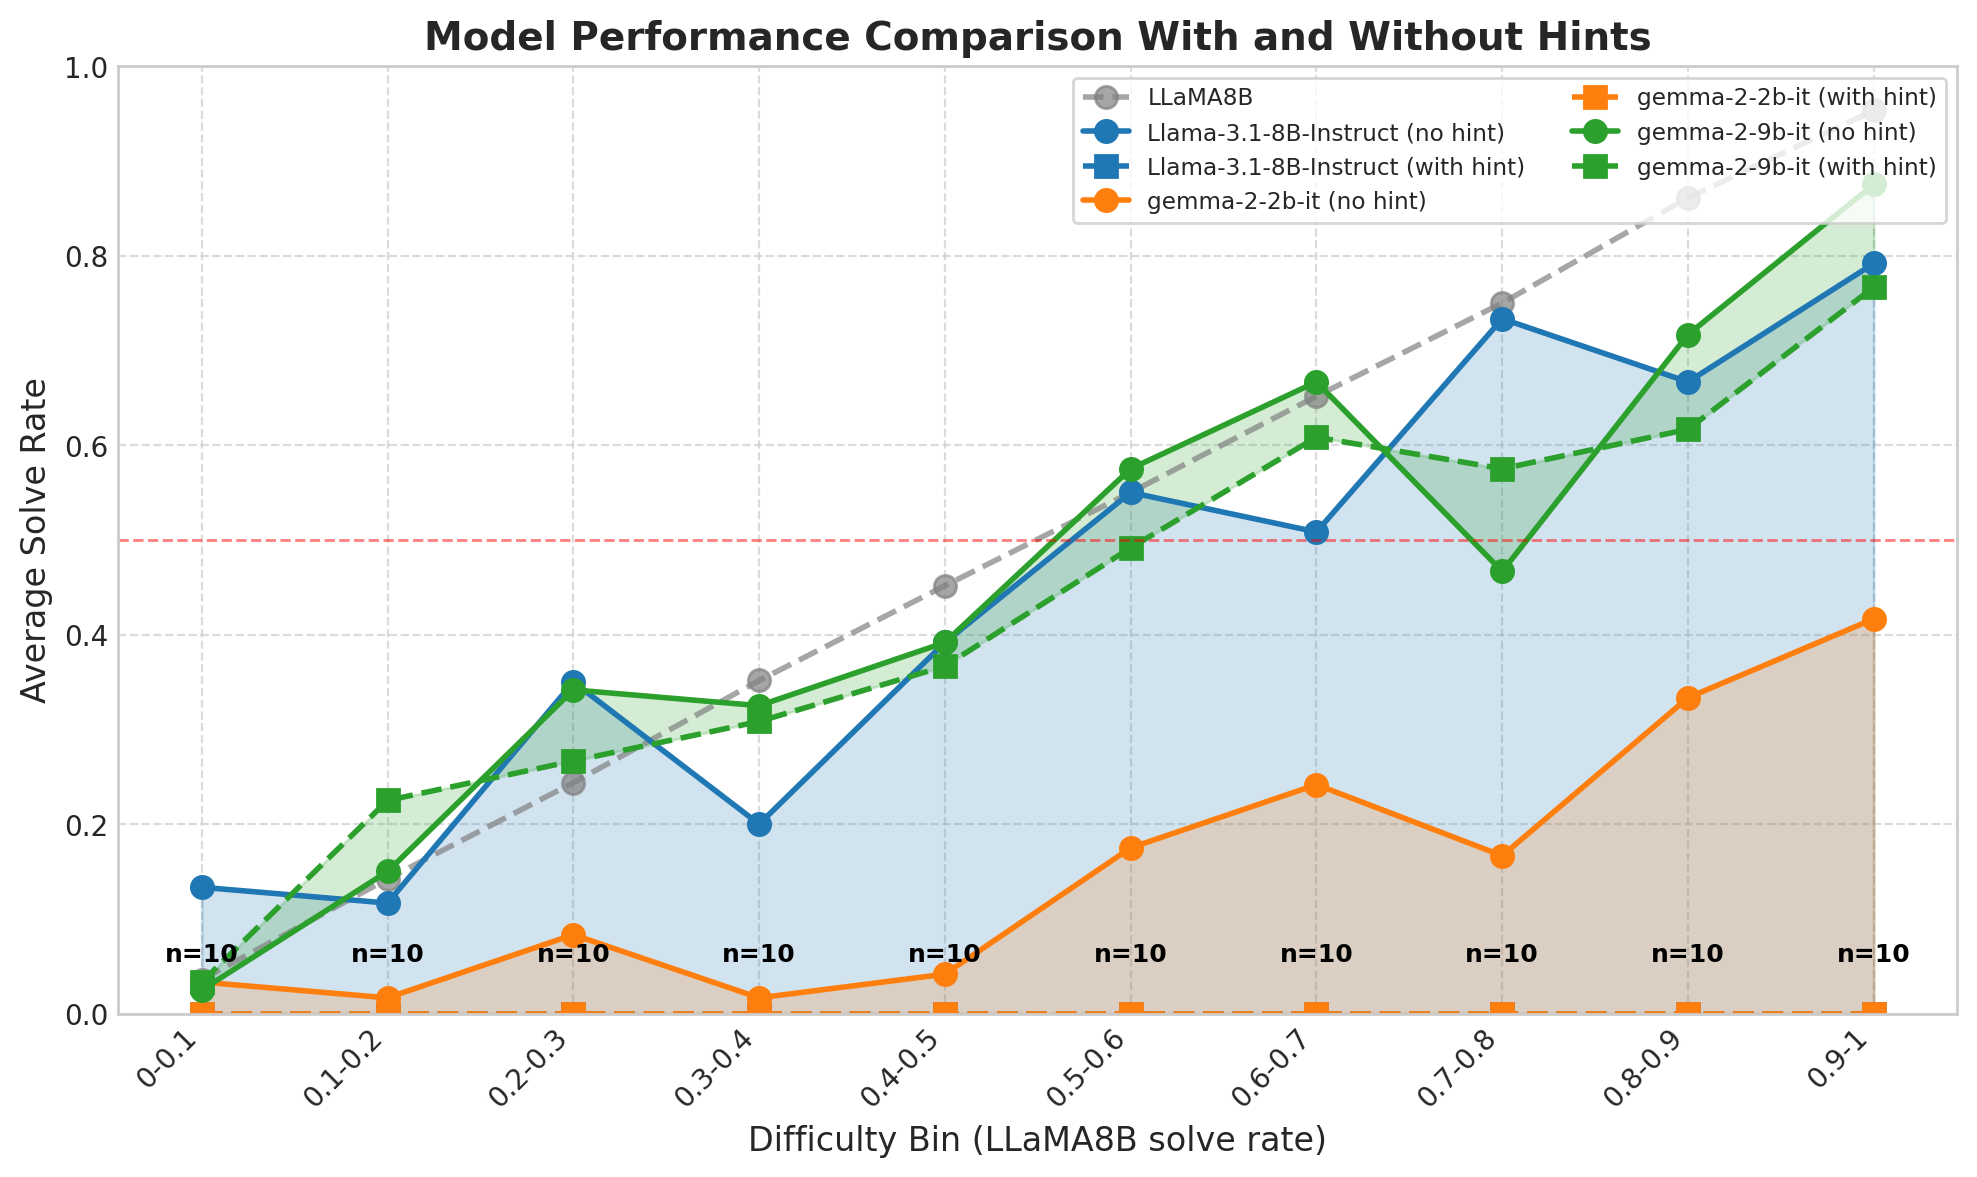 Model Performance Comparison With and Without Hints
LLaMA8B
Llama-3.1-8B-Instruct (no hint)
Llama-3.1-8B-Instruct (with hint)
gemma-2-2b-it (no hint)
gemma-2-2b-it (with hint)
gemma-2-9b-it (no hint)
gemma-2-9b-it (with hint)
Average Solve Rate
1.0
0.8
0.6
0.4
0.2
0.0
n=10
n=10
n=10
n=10
n=10
n=10
n=10
n=10
n=10
n=10
0-0.1
0.1-0.2
0.2-0.3
0.3-0.4
0.4-0.5
0.5-0.6
0.6-0.7
0.7-0.8
0.8-0.9
0.9-1
Difficulty Bin (LLaMA8B solve rate)